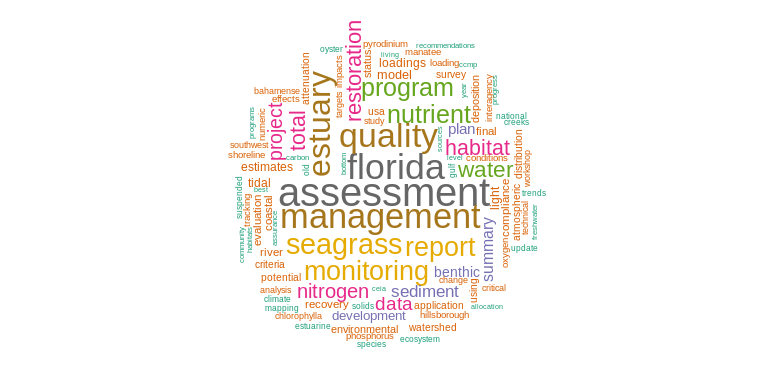 restoration
oyster
pyrodinium
recommendations
living
manatee
status
loadings
loading
ccmp
attenuation
impacts
model
survey
estuary
program
year
deposition
interagency
progress
bahamense
effects
targets
usa
study
nutrient
national
creeks
programs
numeric
project
total
quality
sources
plan
final
southwest
shoreline
carbon
old
bottom
florida
level
gulf
habitat
conditions
water
distribution
workshop
estimates
tidal
best
assessment
light
compliance
trends
suspended
tracking
evaluation
coastal
assurance
management
atmospheric
technical
freshwater
community
habitats
river
seagrass
report
summary
oxygen
update
criteria
potential
monitoring
benthic
change
using
critical
analysis
climate
mapping
nitrogen
ceia
sediment
recovery
solids
data
application
allocation
chlorophylla
development
hillsborough
estuarine
environmental
watershed
phosphorus
species
ecosystem